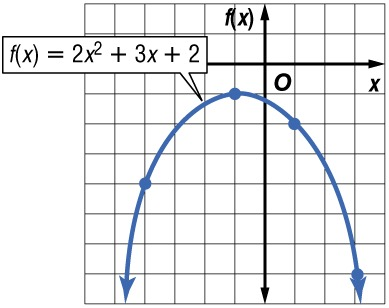 f(x)
f(x) = 2x² + 3x + 2
O
x